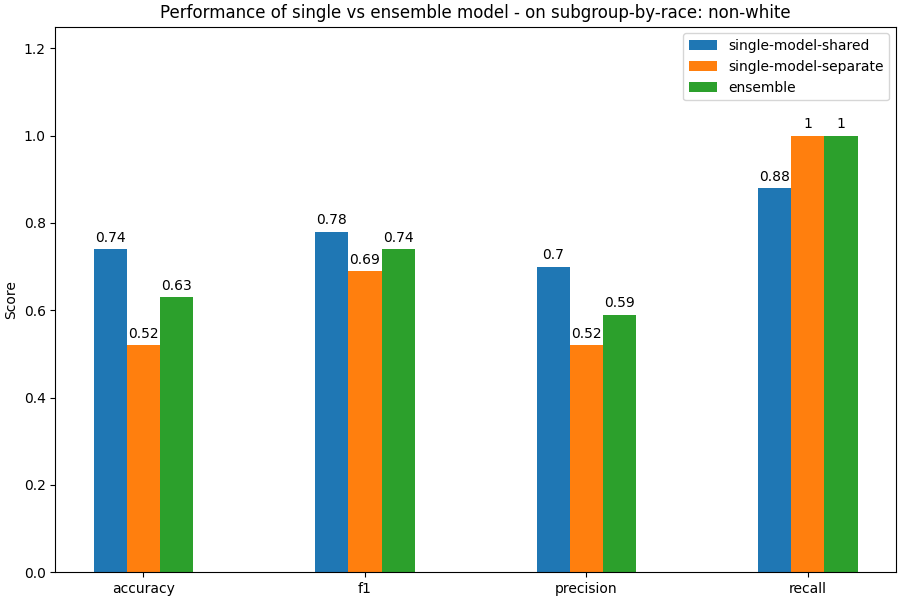 Performance of single vs ensemble model - on subgroup-by-race: non-white
1.2
single-model-shared
single-model-separate
ensemble
1 1
1.0
0.88
0.8
0.78
0.74 0.74
0.69 0.7
0.63
0.6
0.59
Score
0.52 0.52
0.4
0.2
0.0
accuracy f1 precision recall